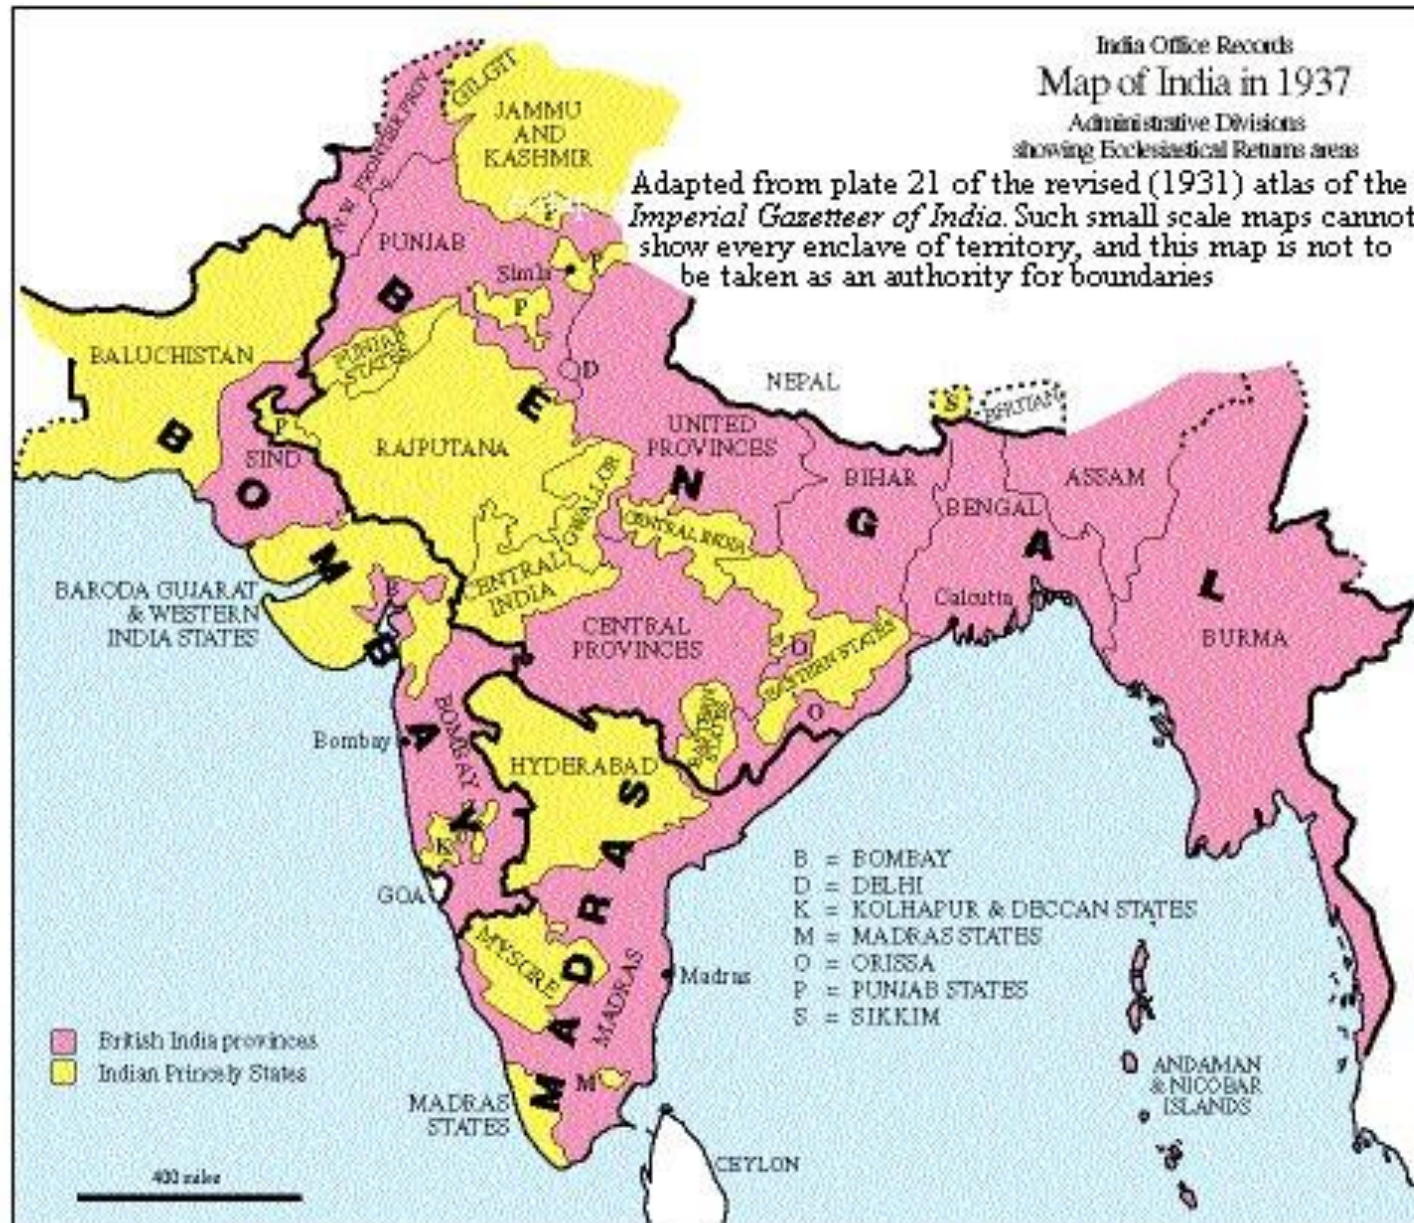 India Office Records
Map of India in 1937
Administrative Divisions
showing Ecclesiastical Returns areas
Adapted from plate 21 of the revised (1931) atlas of the
Imperial Gazetteer of India. Such small scale maps cannot
show every enclave of territory, and this map is not to
be taken as an authority for boundaries
GILGIT
JAMMU
AND
KASHMIR
N.W. FRONTIER PROV
P
PUNJAB
Simla
P
P
PUNJAB
STATES
BALUCHISTAN
D
NEPAL
S
BHUTAN
P
SIND
RAJPUTANA
UNITED
PROVINCES
BIHAR
BENGAL
ASSAM
GWALIOR
CENTRAL INDIA
CENTRAL
INDIA
BARODA GUJARAT
& WESTERN
INDIA STATES
B
Calcutta
BURMA
CENTRAL
PROVINCES
O
EASTERN STATES
O
EASTERN
STATES
BOMBAY
Bombay
HYDERABAD
K
GOA
MYSORE
MADRAS
Madras
M
MADRAS
STATES
CEYLON
ANDAMAN
& NICOBAR
ISLANDS
BOMBAY
BENGAL
MADRAS
B = BOMBAY
D = DELHI
K = KOLHAPUR & DECCAN STATES
M = MADRAS STATES
O = ORISSA
P = PUNJAB STATES
S = SIKKIM
British India provinces
Indian Princely States
400 miles